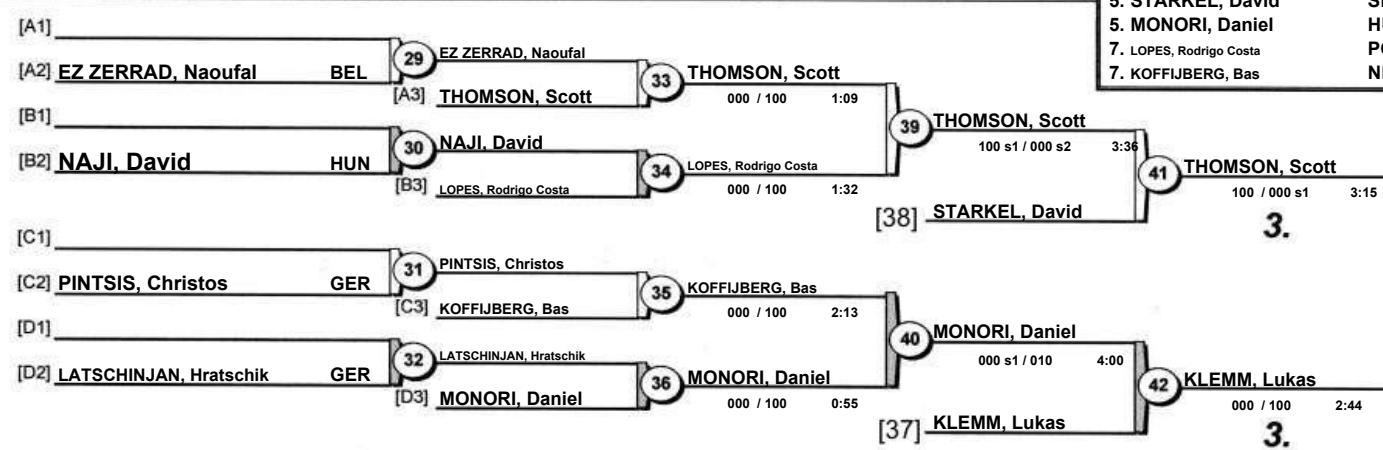 5. STARKEL, David
5. MONORI, Daniel
7. LOPES, Rodrigo Costa
7. KOFFIJBERG, Bas
[A1]
[A2] EZ ZERRAD, Naoufal BEL
29
EZ ZERRAD, Naoufal
[A3] THOMSON, Scott
33
THOMSON, Scott
000 / 100 1:09
[B1]
[B2] NAJI, David HUN
30
NAJI, David
[B3] LOPES, Rodrigo Costa
34
LOPES, Rodrigo Costa
000 / 100 1:32
39
THOMSON, Scott
100 s1 / 000 s2 3:36
[38] STARKEL, David
41
THOMSON, Scott
100 / 000 s1 3:15
3.
[C1]
[C2] PINTSIS, Christos GER
31
PINTSIS, Christos
[C3] KOFFIJBERG, Bas
35
KOFFIJBERG, Bas
000 / 100 2:13
[D1]
[D2] LATSCHINJAN, Hratschik GER
32
LATSCHINJAN, Hratschik
[D3] MONORI, Daniel
36
MONORI, Daniel
000 / 100 0:55
40
MONORI, Daniel
000 s1 / 010 4:00
[37] KLEMM, Lukas
42
KLEMM, Lukas
000 / 100 2:44
3.